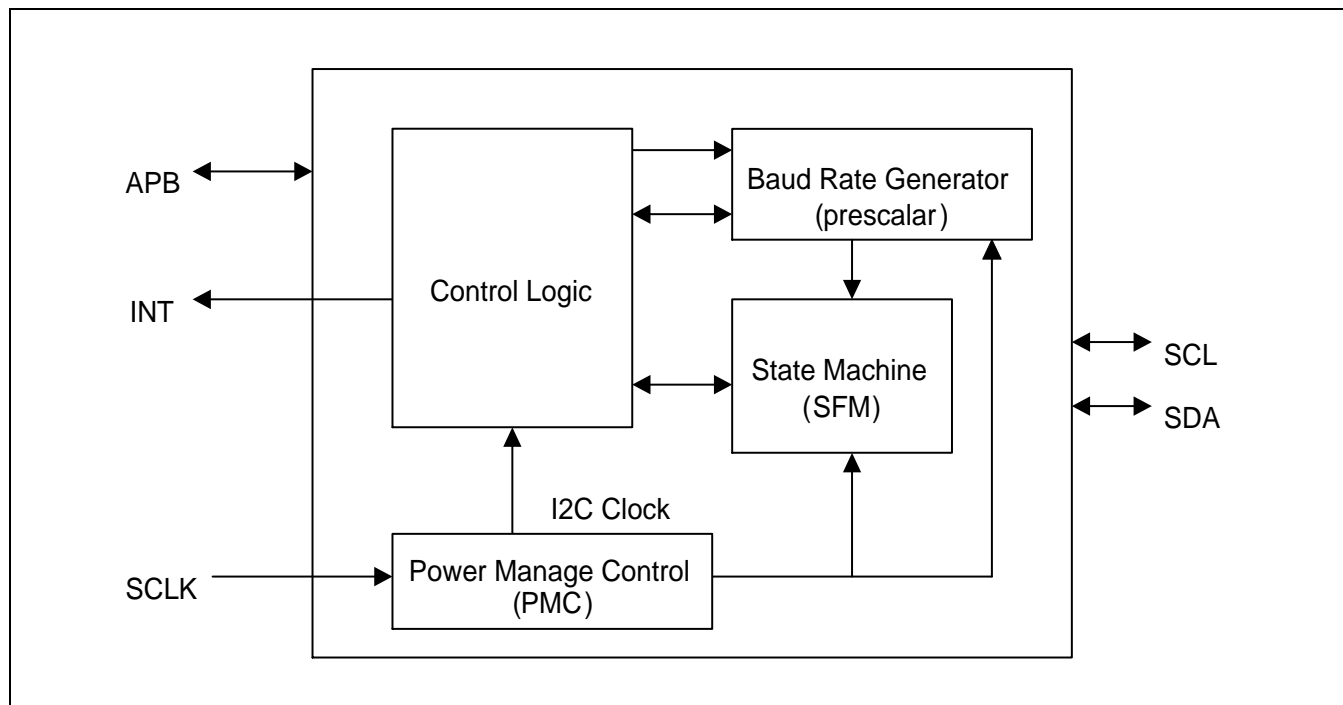 APB
INT
SCLK
Control Logic
Baud Rate Generator
(prescalar)
State Machine
(SFM)
I2C Clock
Power Manage Control
(PMC)
SCL
SDA